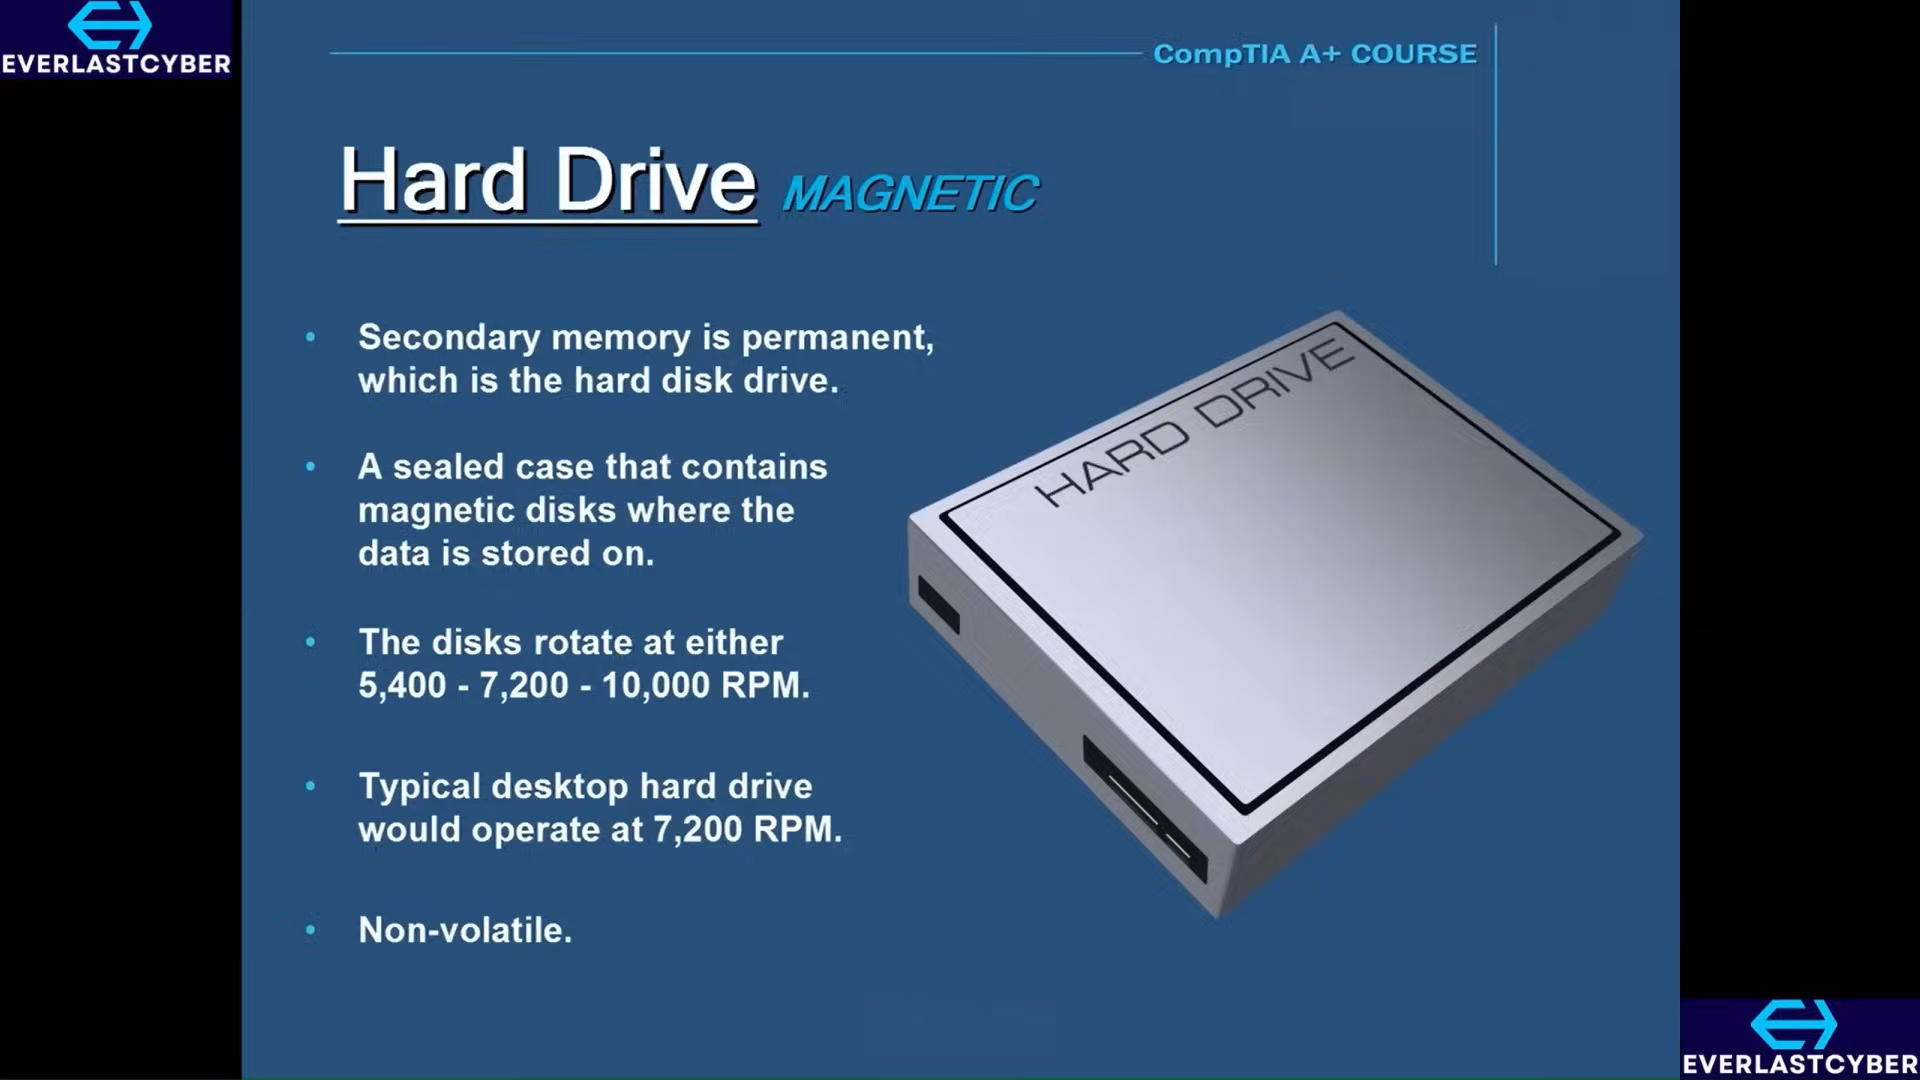 EVERLASTCYBER
CompTIA A+ COURSE
Hard Drive MAGNETIC
• Secondary memory is permanent,
which is the hard disk drive.
• A sealed case that contains
magnetic disks where the
data is stored on.
• The disks rotate at either
5,400 - 7,200 - 10,000 RPM.
• Typical desktop hard drive
would operate at 7,200 RPM.
• Non-volatile.
HARD DRIVE
EVERLASTCYBER